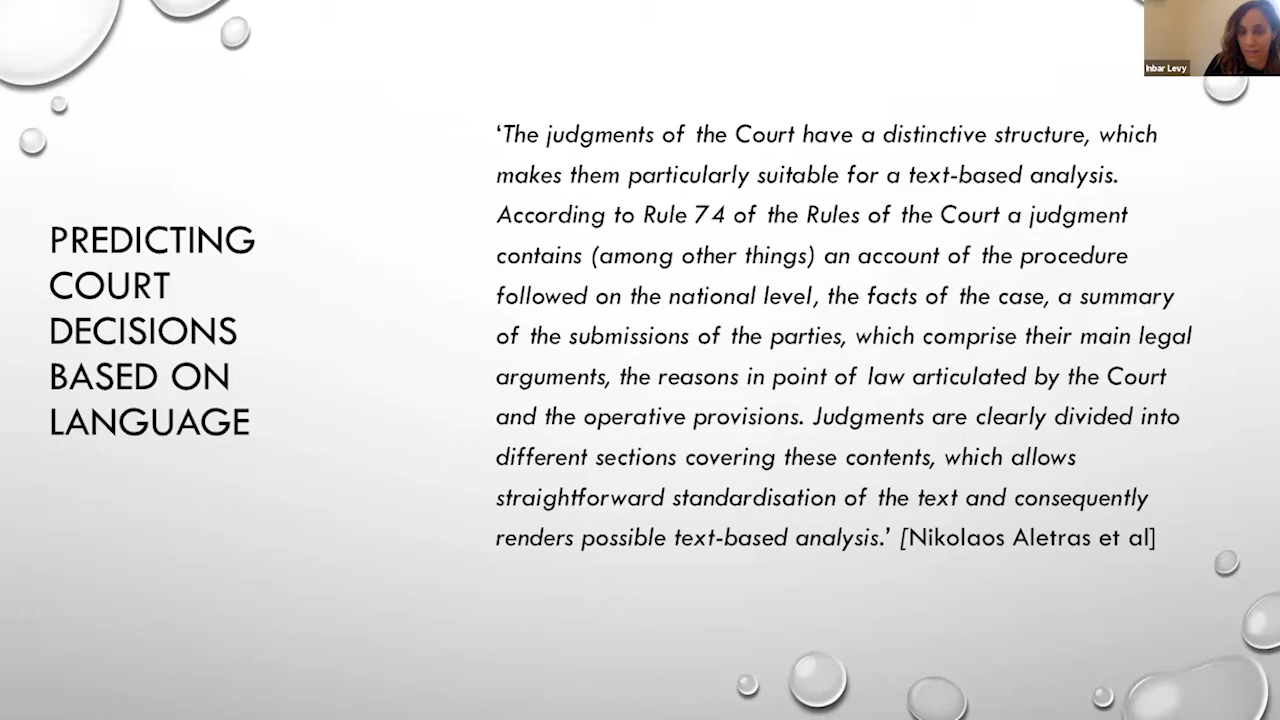 Inbar Levy
PREDICTING
COURT
DECISIONS
BASED ON
LANGUAGE
‘The judgments of the Court have a distinctive structure, which
makes them particularly suitable for a text-based analysis.
According to Rule 74 of the Rules of the Court a judgment
contains (among other things) an account of the procedure
followed on the national level, the facts of the case, a summary
of the submissions of the parties, which comprise their main legal
arguments, the reasons in point of law articulated by the Court
and the operative provisions. Judgments are clearly divided into
different sections covering these contents, which allows
straightforward standardisation of the text and consequently
renders possible text-based analysis.’ [Nikolaos Aletras et al]